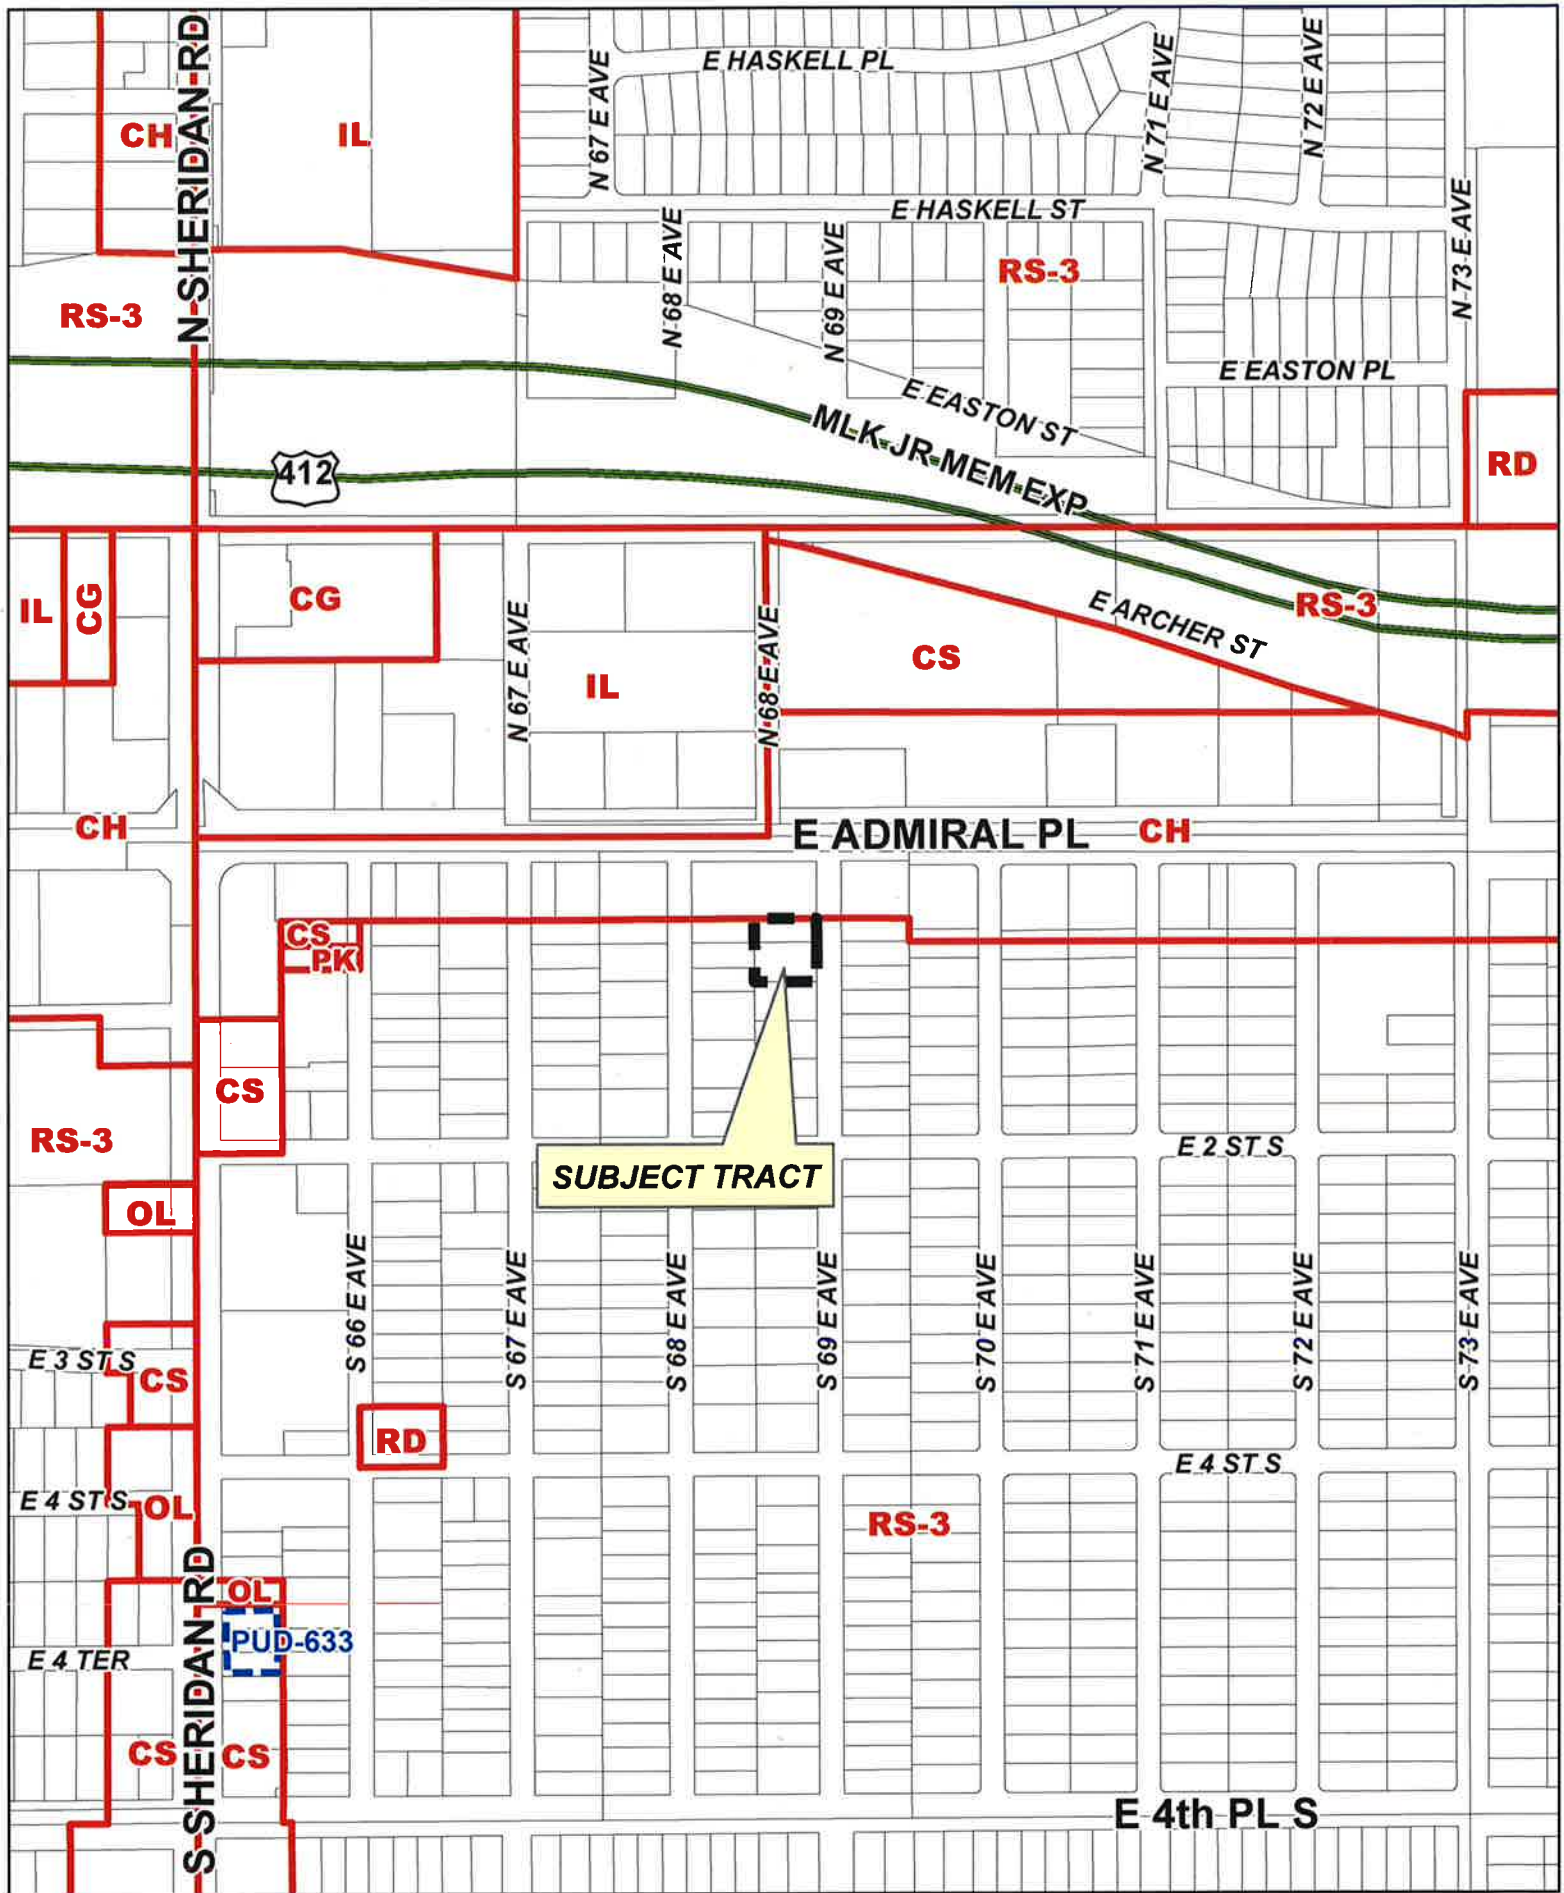 N SHERIDAN RD
E HASKELL PL
N 67 E AVE
N 71 E AVE
N 72 E AVE
CH
IL
E HASKELL ST
N 68 E AVE
N 69 E AVE
RS-3
N 73 E AVE
RS-3
E EASTON PL
E EASTON ST
MLK JR MEM EXP
412
RD
IL
CG
CG
N 67 E AVE
IL
N 68 E AVE
CS
E ARCHER ST
RS-3
CH
E ADMIRAL PL
CH
CS
PK
CS
RS-3
E 2 ST S
SUBJECT TRACT
OL
S 66 E AVE
S 67 E AVE
S 68 E AVE
S 69 E AVE
S 70 E AVE
S 71 E AVE
S 72 E AVE
S 73 E AVE
E 3 ST S
CS
RD
E 4 ST S
E 4 ST S
OL
RS-3
S SHERIDAN RD
OL
PUD-633
E 4 TER
CS
CS
E 4th PL S